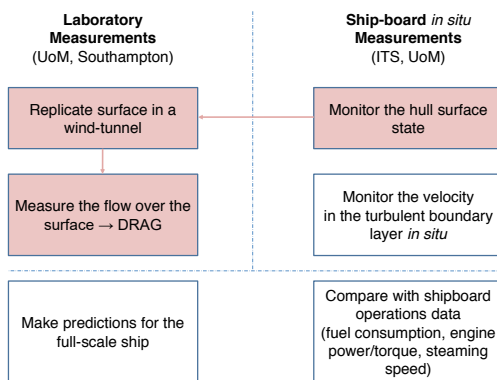 Laboratory
Measurements
(UoM, Southampton)
Ship-board in situ
Measurements
(ITS, UoM)
Replicate surface in a
wind-tunnel
Monitor the hull surface
state
Measure the flow over the
surface → DRAG
Monitor the velocity
in the turbulent boundary
layer in situ
Make predictions for the
full-scale ship
Compare with shipboard
operations data
(fuel consumption, engine
power/torque, steaming
speed)